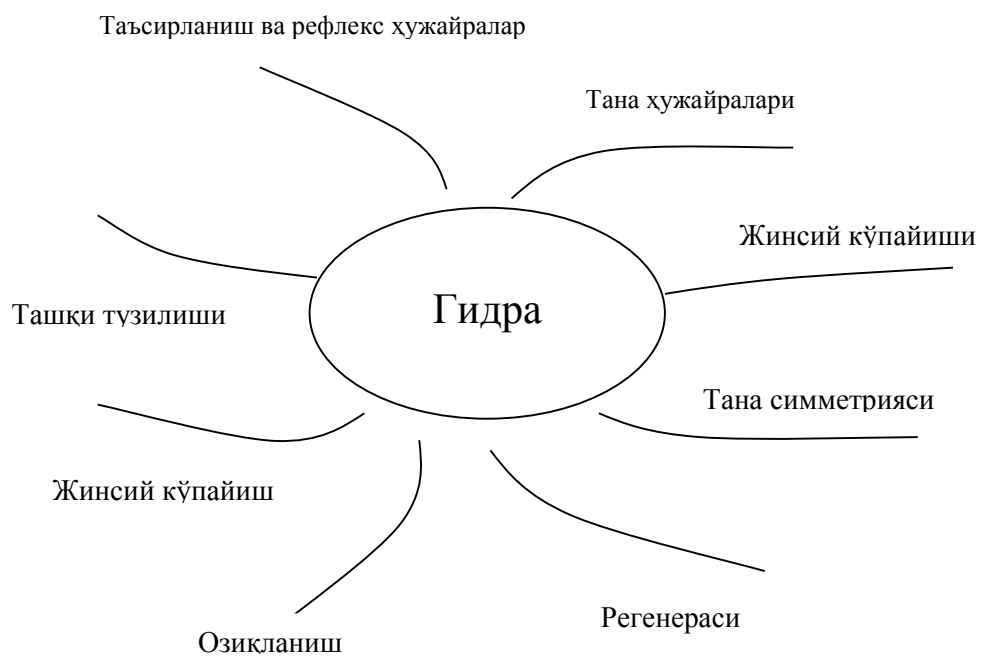 Таъсирланиш ва рефлекс ҳужайралар
Тана ҳужайралари
Жинсий кўпайиши
Гидра
Ташқи тузилиши
Тана симметрияси
Жинсий кўпайиш
Регенераси
Озиқланиш